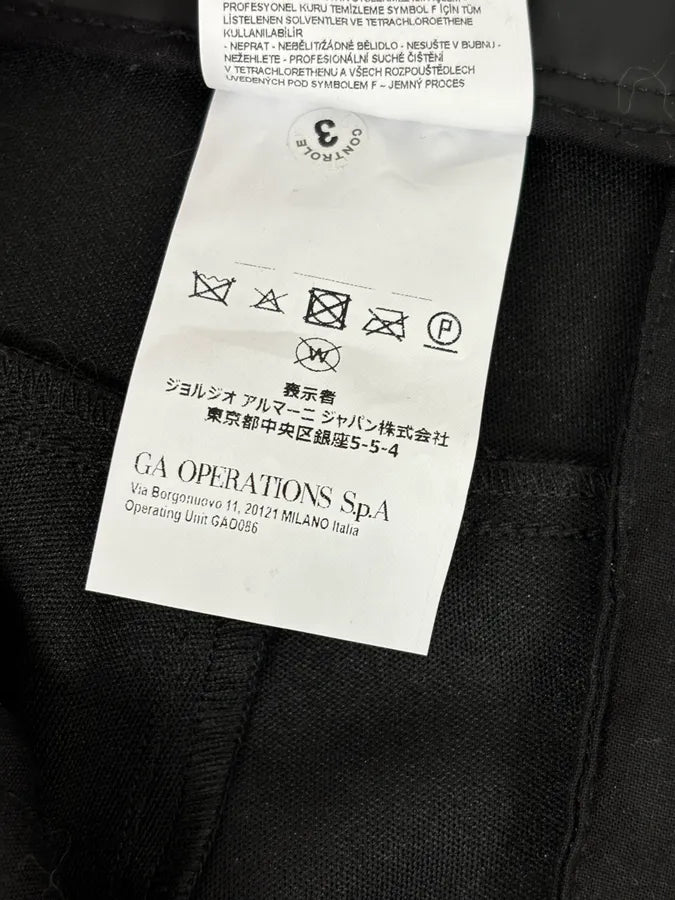 PROFESYONEL KURU TEMIZLEME SYMBOL F İÇİN TÜM
LİSTELENEN SOLVENTLER VE TETRACHLOROETHENE
KULLANILABİLİR
- NEPRAT - NEBĚLIT/ŽÁDNÉ BĚLIDLO - NESUŠTE V BUBNU -
NEŽEHLETE - PROFESIONÁLNÍ SUCHÉ ČIŠTĚNÍ
V TETRACHLORETHENU A VŠECH ROZPOUŠTĚDLECH
UVEDENÝCH POD SYMBOLEM F - JEMNÝ PROCES
3
CONTROLE
P
W
表示者
ジョルジオ アルマーニ ジャパン株式会社
東京都中央区銀座5-5-4
GA OPERATIONS S.p.A
Via Borgonuovo 11, 20121 MILANO Italia
Operating Unit GAO086